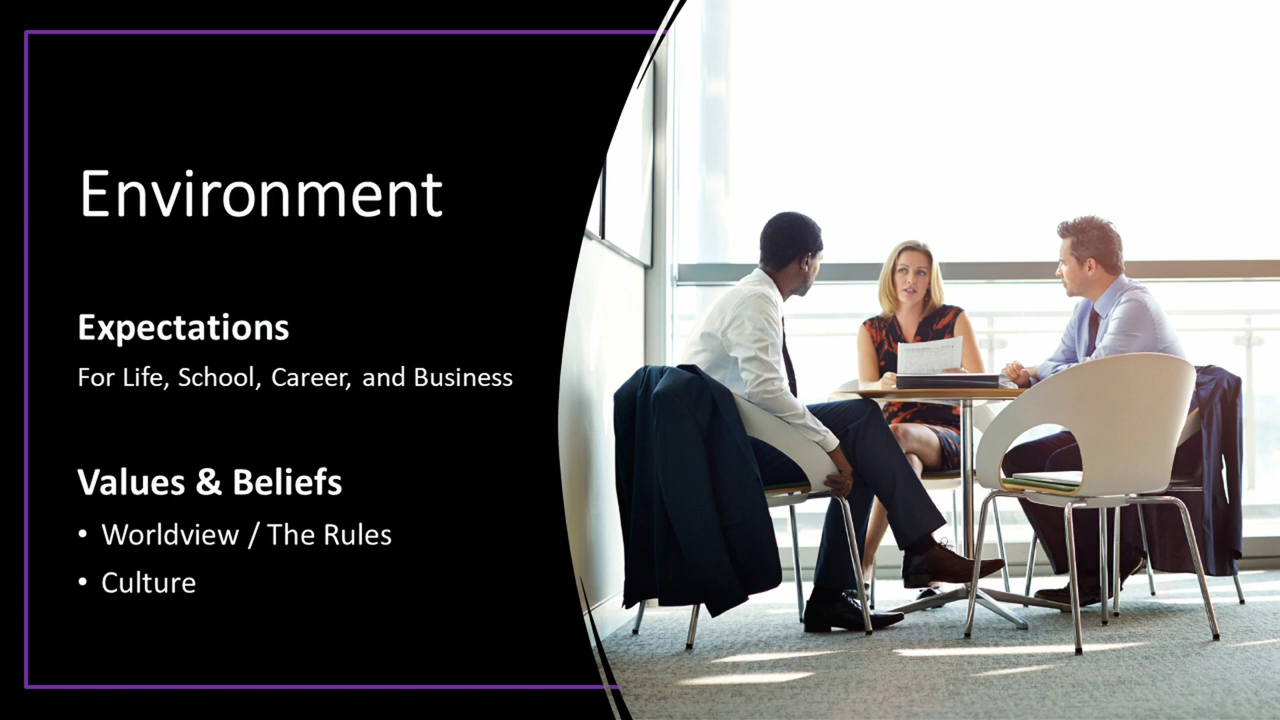 Environment
Expectations
For Life, School, Career, and Business
Values & Beliefs
• Worldview / The Rules
• Culture